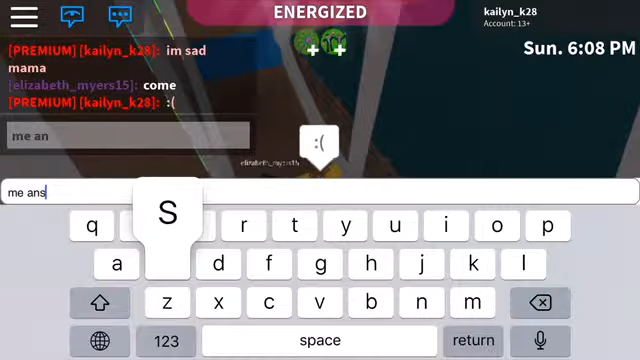 ENERGIZED
kailyn_k28
Account: 13+
Sun. 6:08 PM
[PREMIUM] [kailyn_k28]: im sad
mama
[elizabeth_myers15]: come
[PREMIUM] [kailyn_k28]: :(
me an
:(
elizabeth_myers15
me ans
S
q r t y u i o p
a d f g h j k l
z x c v b n m
123 space return